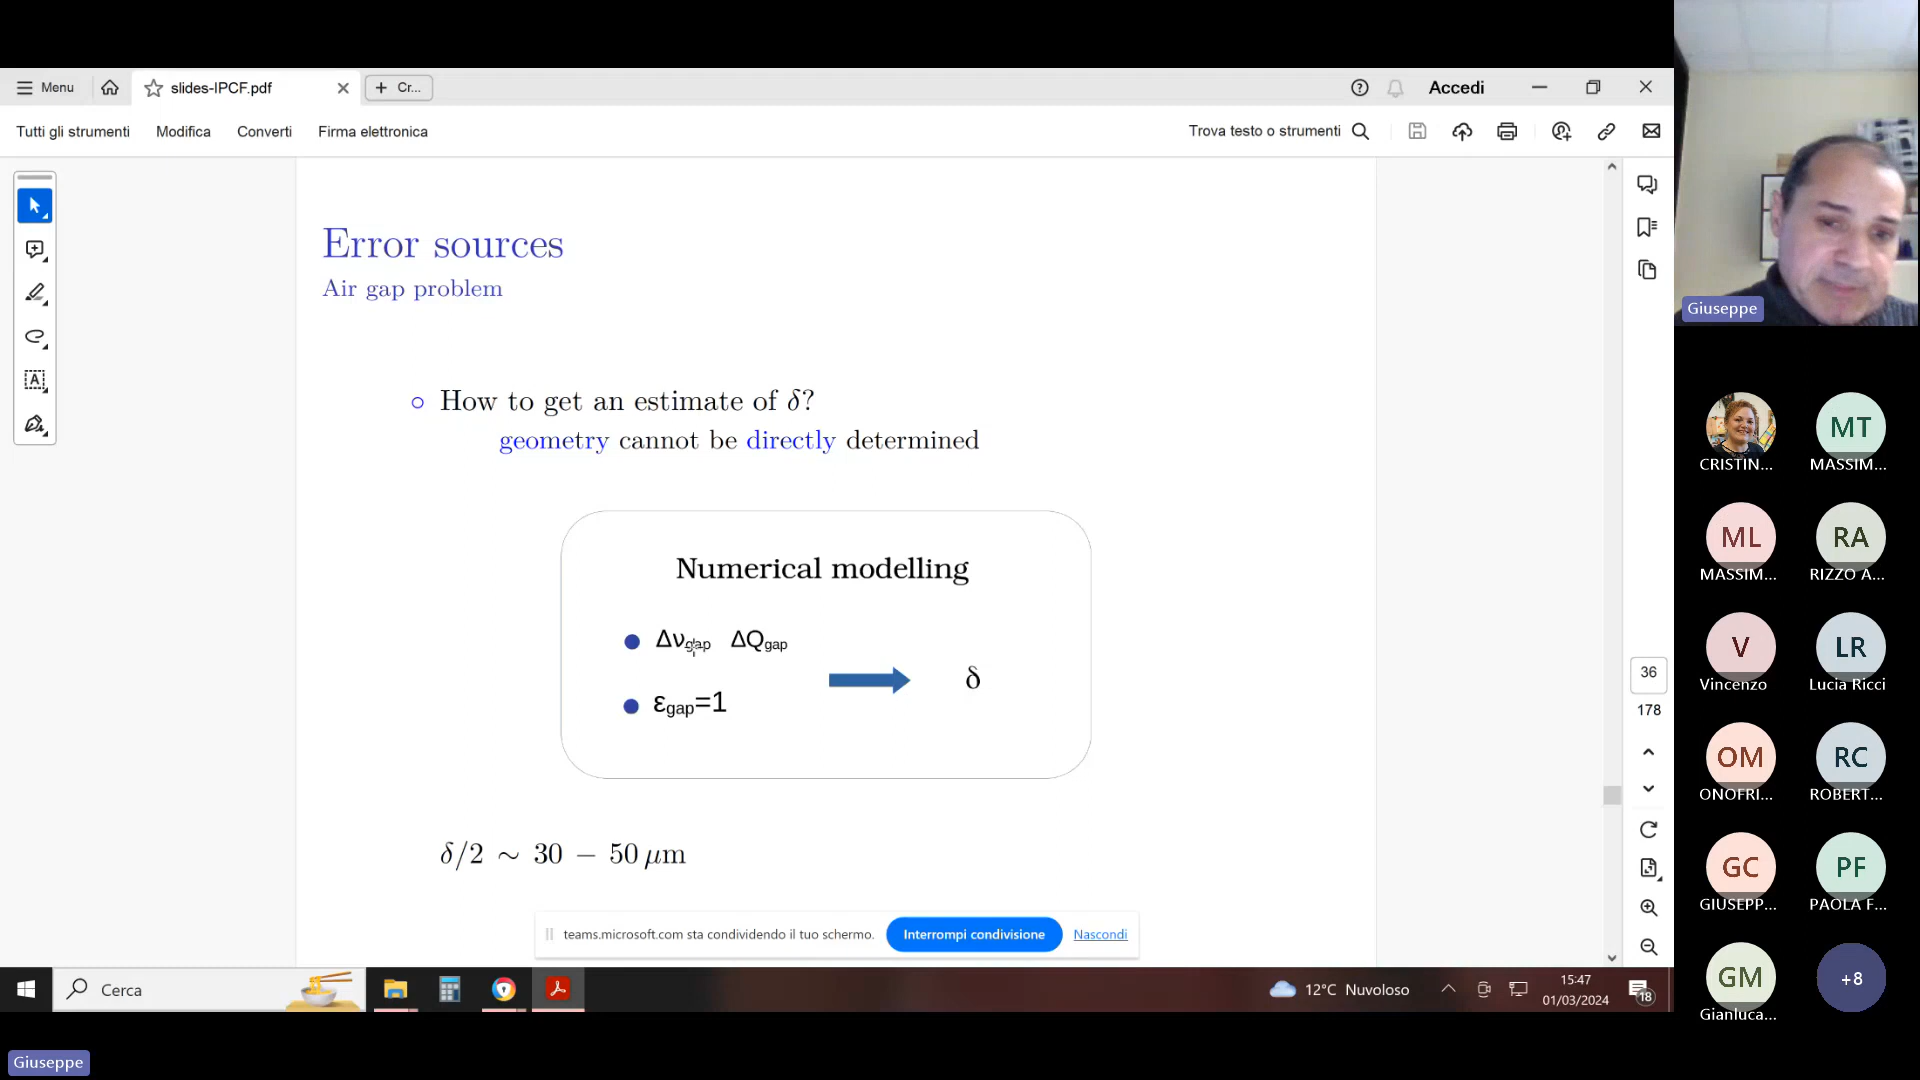 Menu
slides-IPCF.pdf
Cr...
Accedi
Tutti gli strumenti
Modifica
Converti
Firma elettronica
Trova testo o strumenti
Error sources
Air gap problem
How to get an estimate of δ?
geometry cannot be directly determined
Numerical modelling
Δνgap ΔQgap
εgap=1
δ
δ/2 ∼ 30 − 50 μm
36
178
teams.microsoft.com sta condividendo il tuo schermo.
Interrompi condivisione
Nascondi
Cerca
12°C Nuvoloso
15:47
01/03/2024
18
Giuseppe
Giuseppe
CRISTIN...
MT
MASSIM...
ML
MASSIM...
RA
RIZZO A...
V
Vincenzo
LR
Lucia Ricci
OM
ONOFRI...
RC
ROBERT...
GC
GIUSEPP...
PF
PAOLA F...
GM
Gianluca...
+8